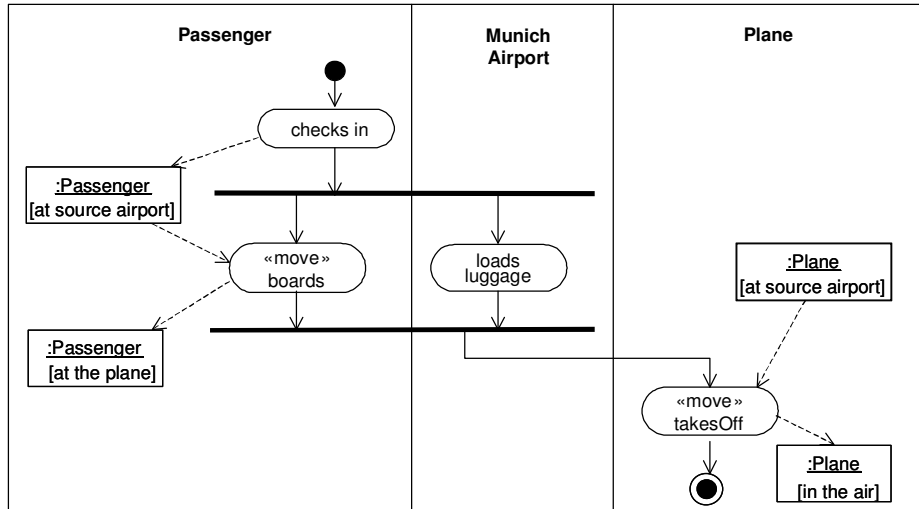 Passenger
Munich
Airport
Plane
checks in
:Passenger
[at source airport]
«move»
boards
loads
luggage
:Plane
[at source airport]
:Passenger
[at the plane]
«move»
takesOff
:Plane
[in the air]